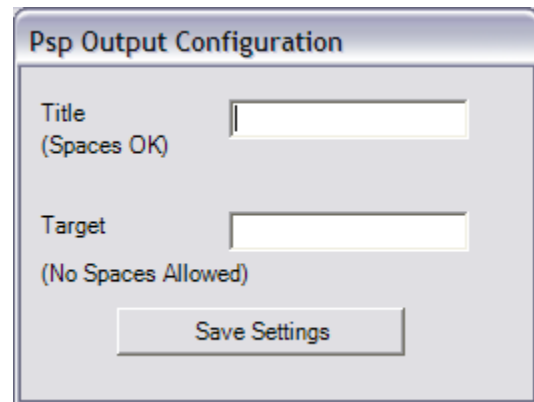 Psp Output Configuration
Title
(Spaces OK)
Target
(No Spaces Allowed)
Save Settings